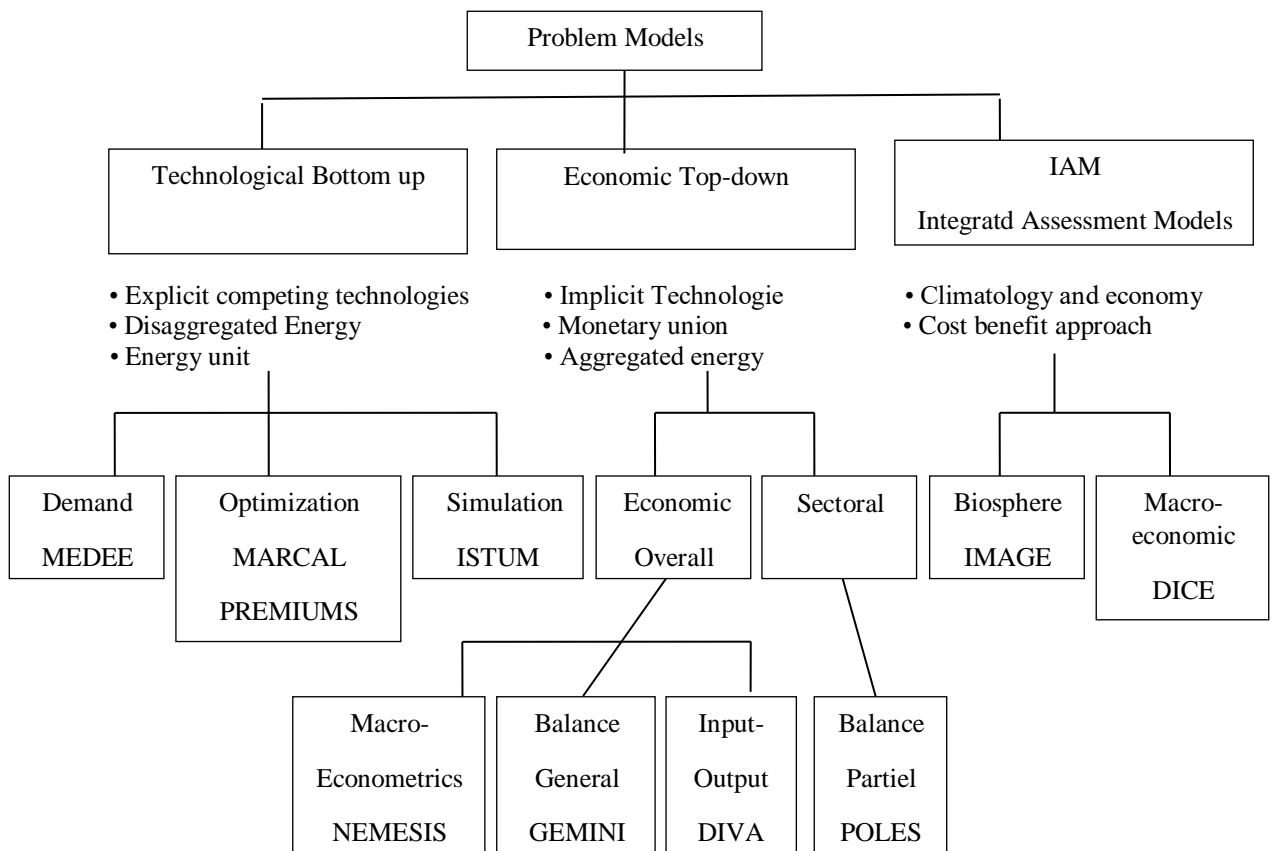 Problem Models
Technological Bottom up
Economic Top-down
IAM
Integratd Assessment Models
• Explicit competing technologies
• Disaggregated Energy
• Energy unit
• Implicit Technologie
• Monetary union
• Aggregated energy
• Climatology and economy
• Cost benefit approach
Demand
MEDEE
Optimization
MARCAL
PREMIUMS
Simulation
ISTUM
Economic
Overall
Sectoral
Biosphere
IMAGE
Macro-
economic
DICE
Macro-
Econometrics
NEMESIS
Balance
General
GEMINI
Input-
Output
DIVA
Balance
Partiel
POLES